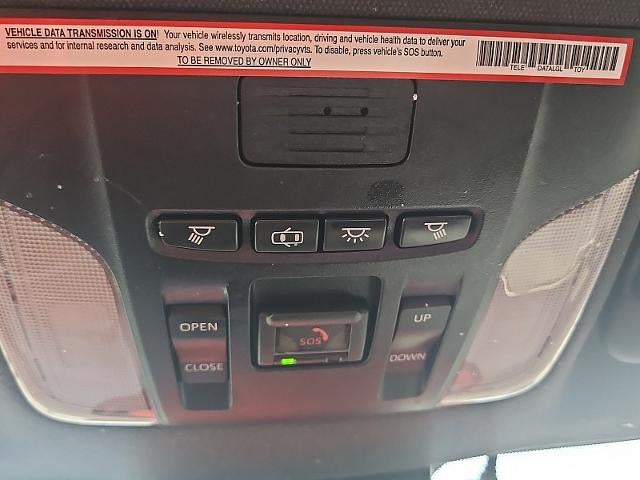 VEHICLE DATA TRANSMISSION IS ON! Your vehicle wirelessly transmits location, driving and vehicle health data to deliver your
services and for internal research and data analysis. See www.toyota.com/privacyvts. To disable, press vehicle's SOS button.
TO BE REMOVED BY OWNER ONLY
TELE DATALGL TOY
OPEN
CLOSE
SOS
UP
DOWN